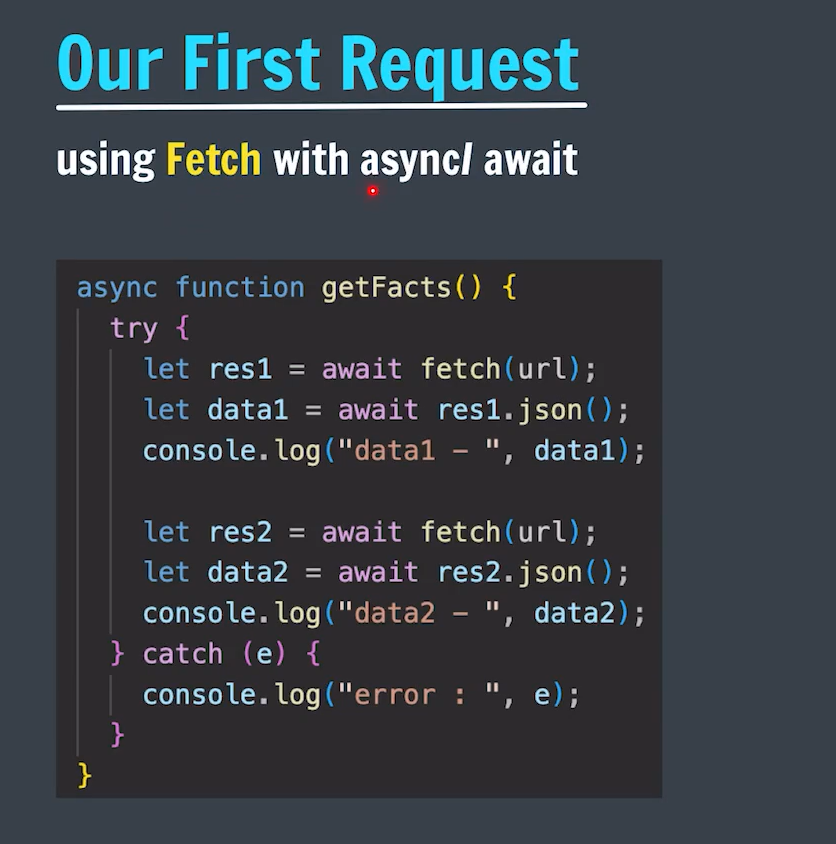 Our First Request
using Fetch with async/ await
async function getFacts() {
try {
let res1 = await fetch(url);
let data1 = await res1.json();
console.log("data1 - ", data1);
let res2 = await fetch(url);
let data2 = await res2.json();
console.log("data2 - ", data2);
} catch (e) {
console.log("error : ", e);
}
}